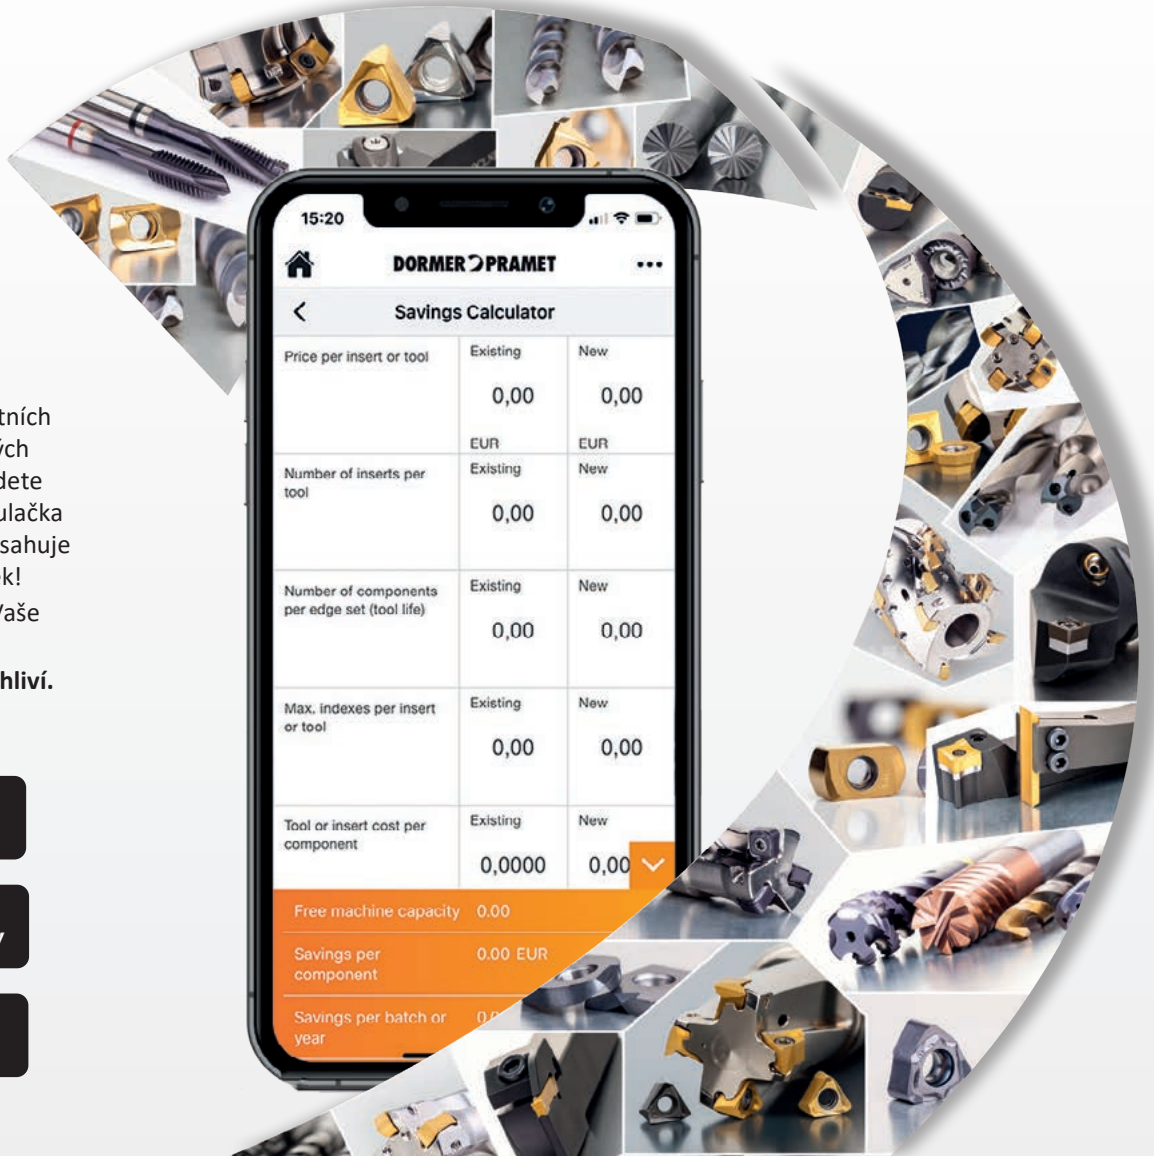 15:20
DORMER PRAMET
Savings Calculator
Price per insert or tool
Existing
New
0,00
0,00
EUR
EUR
Number of inserts per
tool
Existing
New
0,00
0,00
Number of components
per edge set (tool life)
Existing
New
0,00
0,00
Max. indexes per insert
or tool
Existing
New
0,00
0,00
Tool or insert cost per
component
Existing
New
0,0000
0,00
Free machine capacity 0.00
Savings per
component
0.00 EUR
Savings per batch or
year
tních
ých
dete
ulačka
sahuje
ek!
Vaše
hliví.